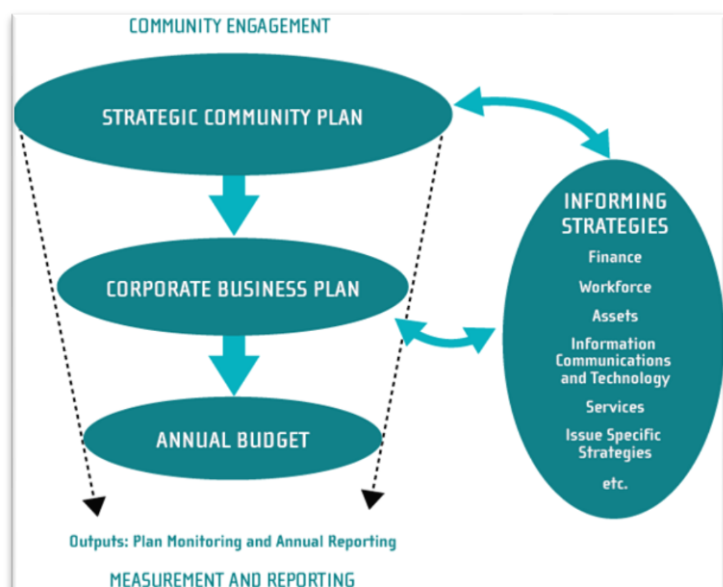 COMMUNITY ENGAGEMENT
STRATEGIC COMMUNITY PLAN
CORPORATE BUSINESS PLAN
ANNUAL BUDGET
INFORMING
STRATEGIES
Finance
Workforce
Assets
Information
Communications
and Technology
Services
Issue Specific
Strategies
etc.
Outputs: Plan Monitoring and Annual Reporting
MEASUREMENT AND REPORTING